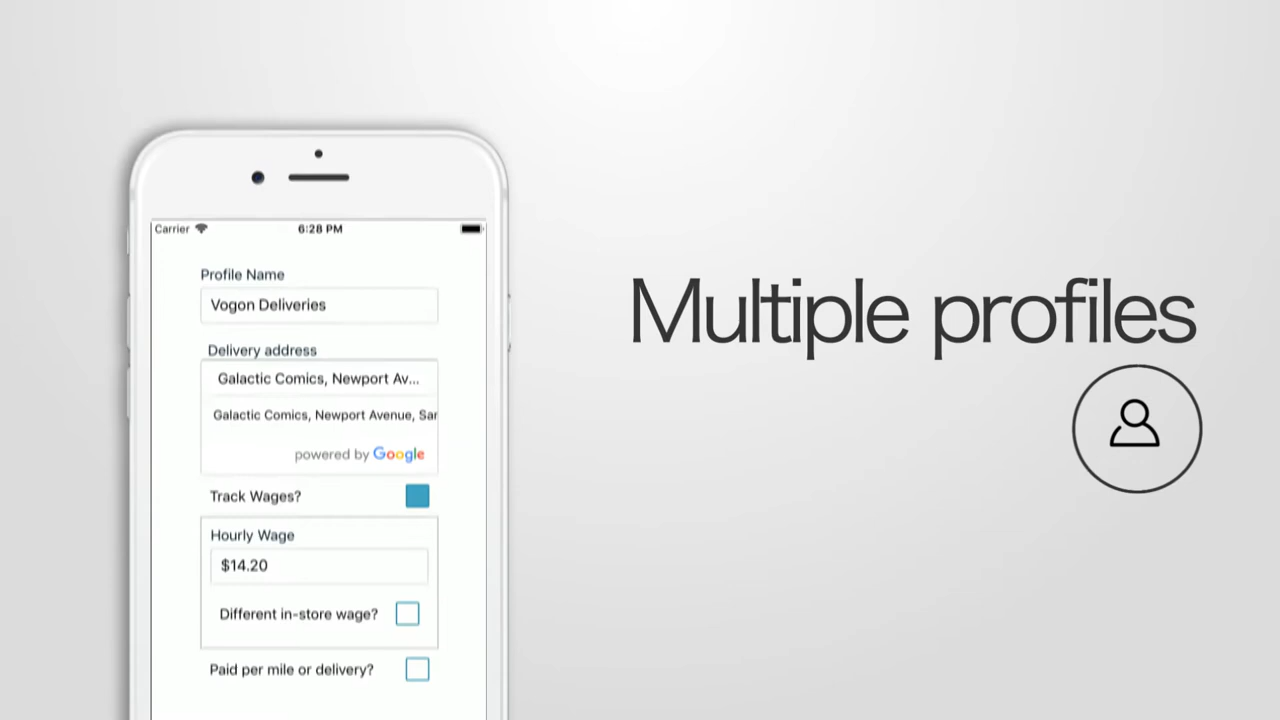 Carrier
6:28 PM
Profile Name
Vogon Deliveries
Delivery address
Galactic Comics, Newport Av...
Galactic Comics, Newport Avenue, Sar
powered by Google
Track Wages?
Hourly Wage
$14.20
Different in-store wage?
Paid per mile or delivery?
Multiple profiles